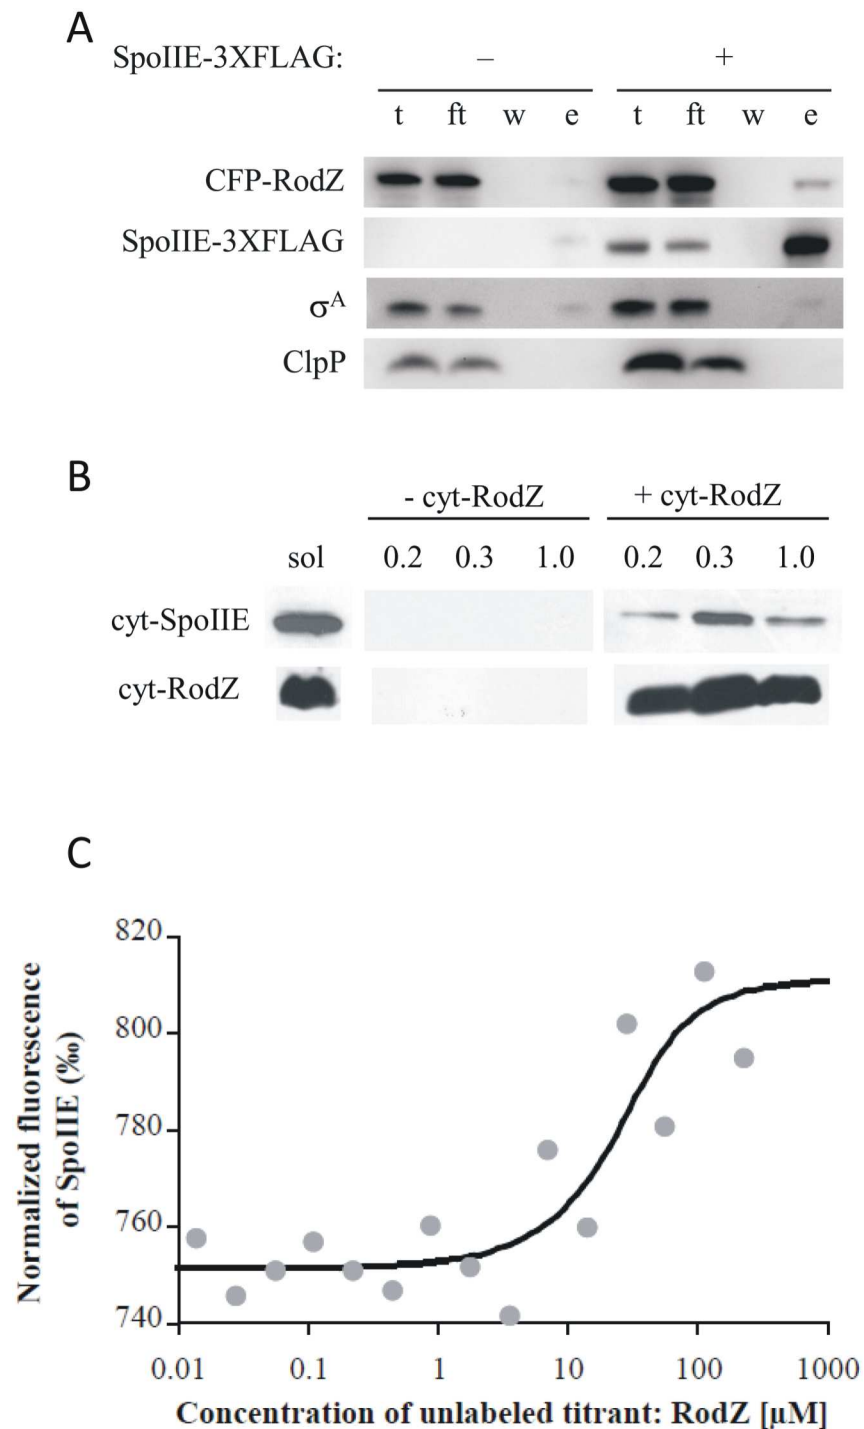 A
SpoIIE-3XFLAG: – +
t ft w e t ft w e
CFP-RodZ
SpoIIE-3XFLAG
σᴬ
ClpP
B
- cyt-RodZ + cyt-RodZ
sol 0.2 0.3 1.0 0.2 0.3 1.0
cyt-SpoIIE
cyt-RodZ
C
Normalized fluorescence
of SpoIIE (‰)
820
800
780
760
740
0.01 0.1 1 10 100 1000
Concentration of unlabeled titrant: RodZ [µM]